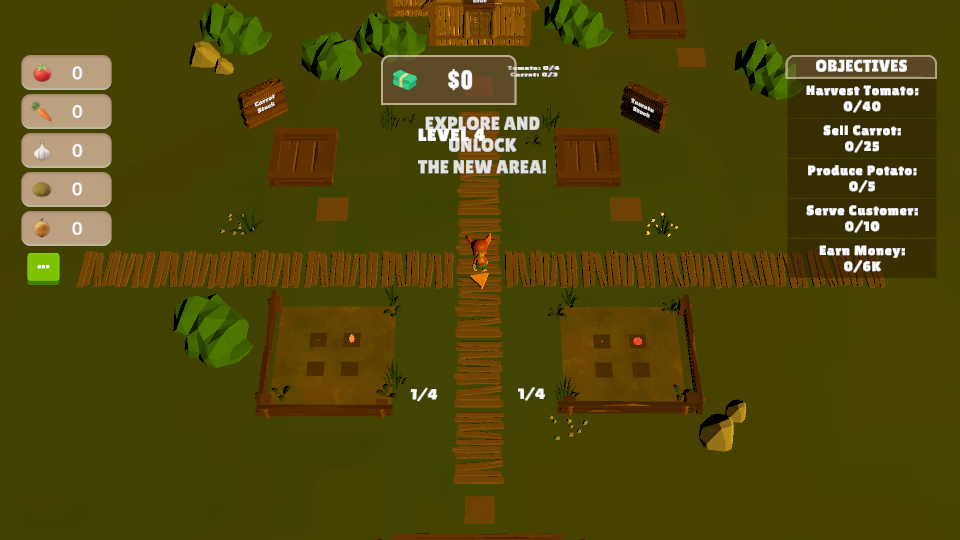 $0
Tomato: 0/4
Carrot: 0/2
OBJECTIVES
Harvest Tomato:
0/40
Sell Carrot:
0/25
Produce Potato:
0/5
Serve Customer:
0/10
Earn Money:
0/6K
0
0
0
0
0
...
Carrot
Stock
Tomato
Stock
LEVEL 4
EXPLORE AND
UNLOCK
THE NEW AREA!
1/4
1/4